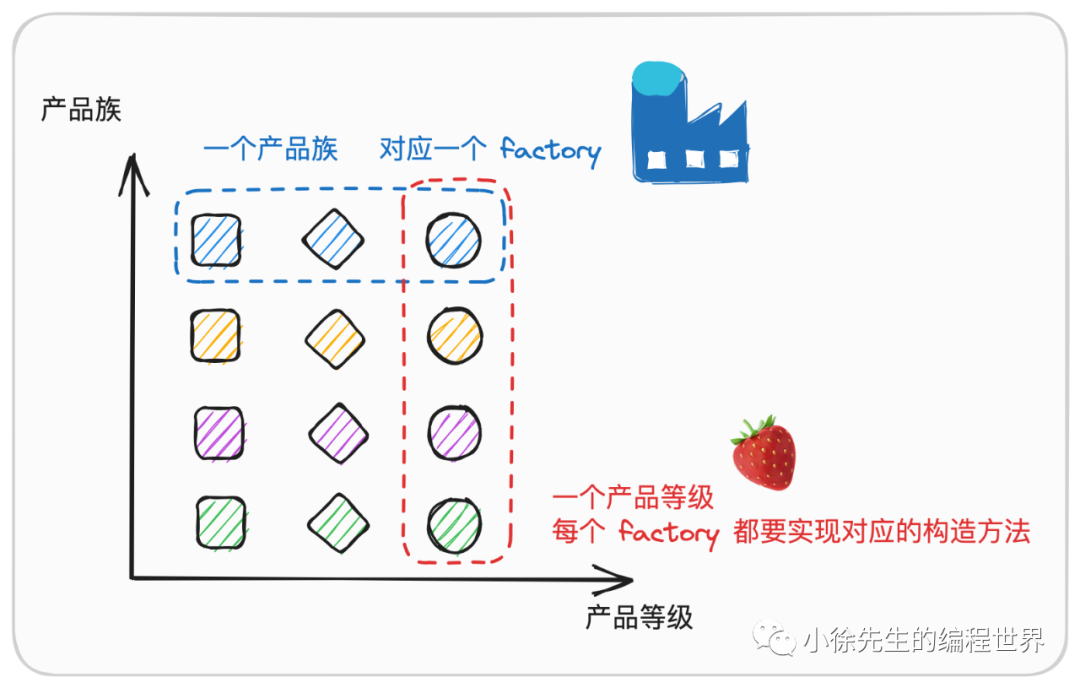 产品族
一个产品族 对应一个 factory
一个产品等级
每个 factory 都要实现对应的构造方法
产品等级
小徐先生的编程世界